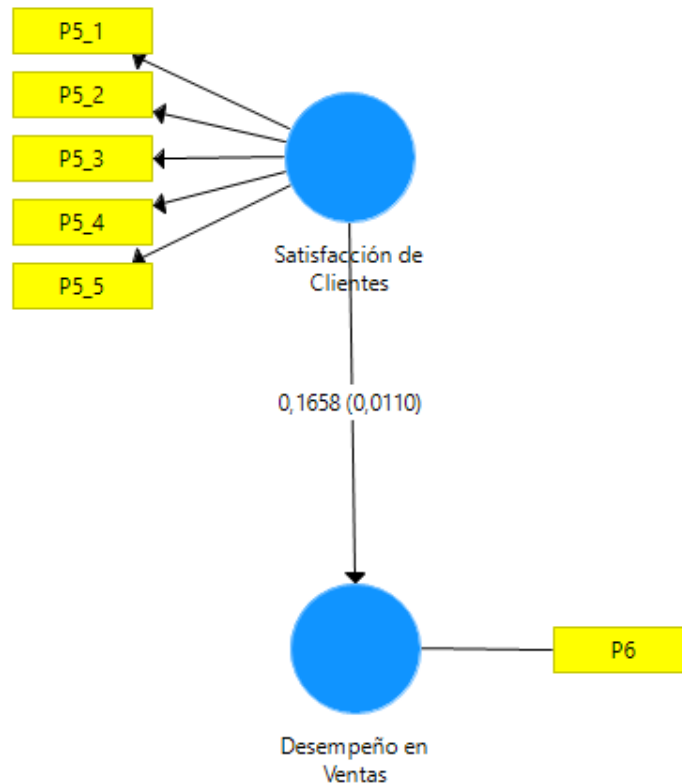 P5_1
P5_2
P5_3
P5_4
P5_5
Satisfacción de
Clientes
0,1658 (0,0110)
P6
Desempeño en
Ventas